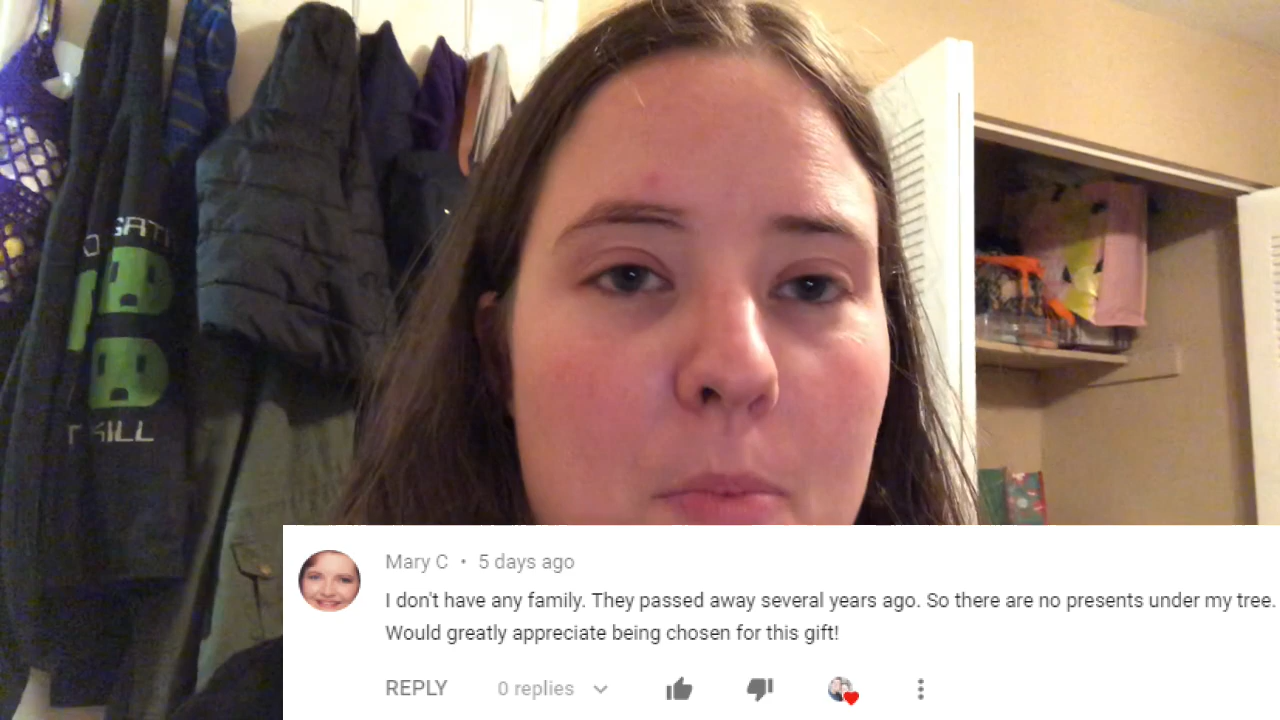 Mary C • 5 days ago
I don't have any family. They passed away several years ago. So there are no presents under my tree.
Would greatly appreciate being chosen for this gift!
REPLY 0 replies